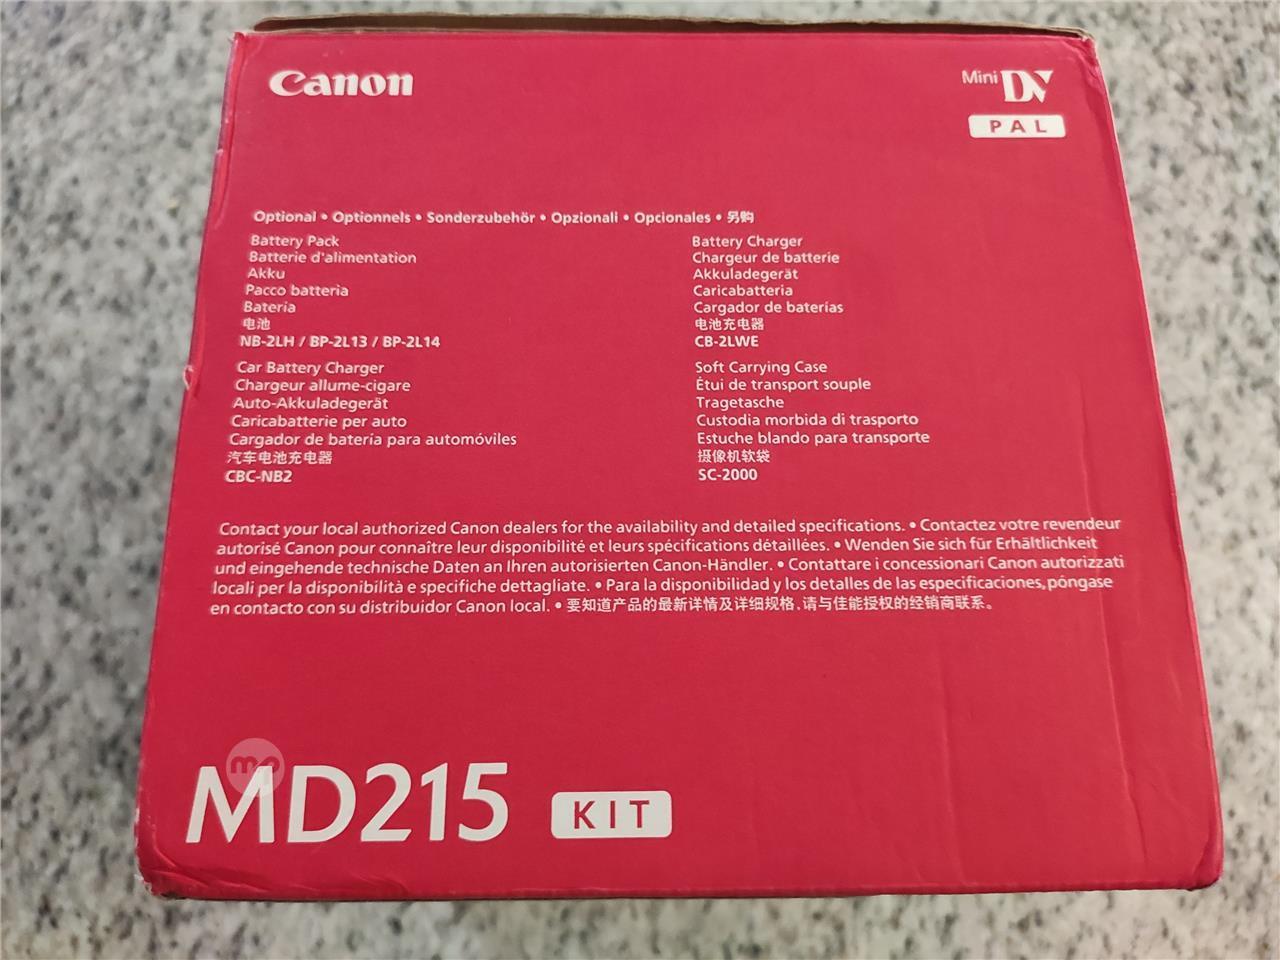 Canon
Mini DV
PAL
Optional • Optionnels • Sonderzubehör • Opzionali • Opcionales • 另购
Battery Pack
Batterie d'alimentation
Akku
Pacco batteria
Bateria
电池
NB-2LH / BP-2L13 / BP-2L14
Battery Charger
Chargeur de batterie
Akkuladegerät
Caricabatteria
Cargador de baterías
电池充电器
CB-2LWE
Car Battery Charger
Chargeur allume-cigare
Auto-Akkuladegerät
Caricabatterie per auto
Cargador de batería para automóviles
汽车电池充电器
CBC-NB2
Soft Carrying Case
Étui de transport souple
Tragetasche
Custodia morbida di trasporto
Estuche blando para transporte
摄像机软袋
SC-2000
Contact your local authorized Canon dealers for the availability and detailed specifications. • Contactez votre revendeur
autorisé Canon pour connaître leur disponibilité et leurs spécifications détaillées. • Wenden Sie sich für Erhältlichkeit
und eingehende technische Daten an Ihren autorisierten Canon-Händler. • Contattare i concessionari Canon autorizzati
locali per la disponibilità e specifiche dettagliate. • Para la disponibilidad y los detalles de las especificaciones, póngase
en contacto con su distribuidor Canon local. • 要知道产品的最新详情及详细规格，请与佳能授权的经销商联系。
MD215 KIT